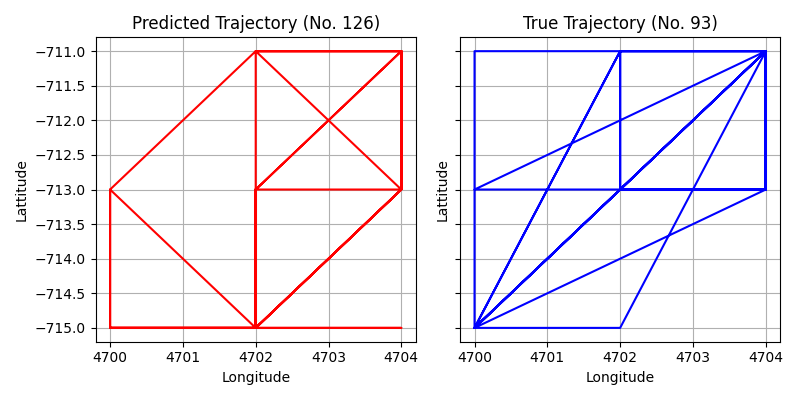 Predicted Trajectory (No. 126)
True Trajectory (No. 93)
−711.0
−711.5
−712.0
−712.5
−713.0
−713.5
−714.0
−714.5
−715.0
Lattitude
Lattitude
4700 4701 4702 4703 4704
4700 4701 4702 4703 4704
Longitude
Longitude